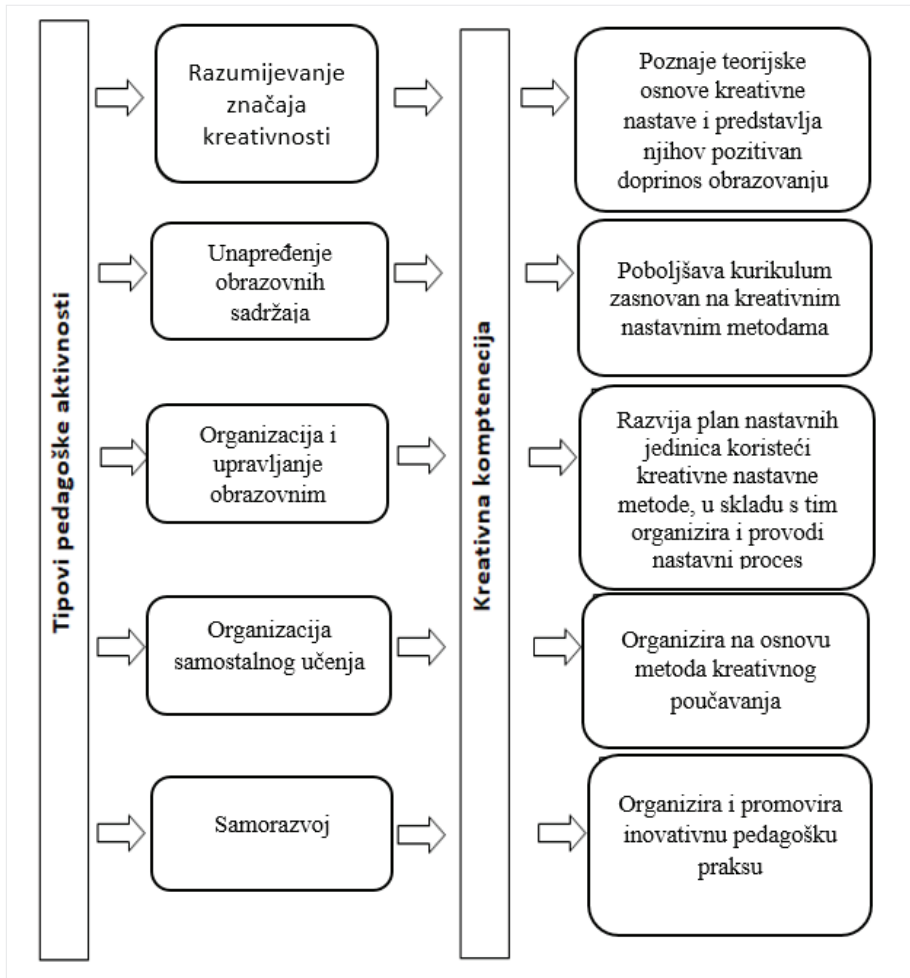 Tipovi pedagoške aktivnosti
Razumijevanje
značaja
kreativnosti
Unapređenje
obrazovnih
sadržaja
Organizacija i
upravljanje
obrazovnim
Organizacija
samostalnog učenja
Samorazvoj
Kreativna komptenecija
Poznaje teorijske
osnove kreativne
nastave i predstavlja
njihov pozitivan
doprinos obrazovanju
Poboljšava kurikulum
zasnovan na kreativnim
nastavnim metodama
Razvija plan nastavnih
jedinica koristeći
kreativne nastavne
metode, u skladu s tim
organizira i provodi
nastavni proces
Organizira na osnovu
metoda kreativnog
poučavanja
Organizira i promovira
inovativnu pedagošku
praksu